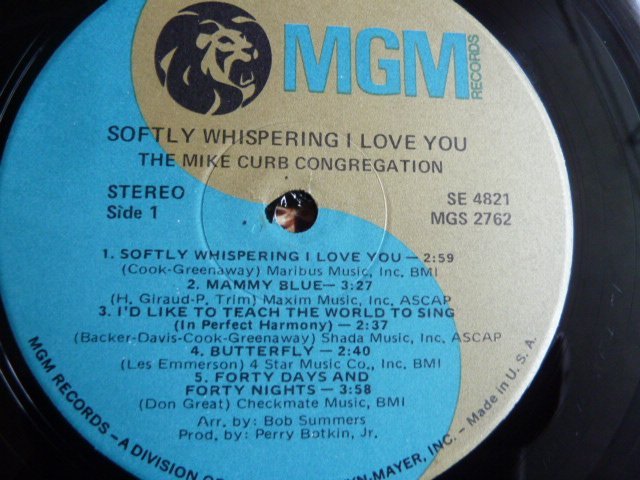 MGM
RECORDS
SOFTLY WHISPERING I LOVE YOU
THE MIKE CURB CONGREGATION
STEREO
Side 1
SE 4821
MGS 2762
1. SOFTLY WHISPERING I LOVE YOU — 2:59
(Cook-Greenaway) Maribus Music, Inc. BMI
2. MAMMY BLUE — 3:27
(H. Giraud-P. Trim) Maxim Music, Inc. ASCAP
3. I'D LIKE TO TEACH THE WORLD TO SING
(In Perfect Harmony) — 2:37
(Backer-Davis-Cook-Greenaway) Shada Music, Inc. ASCAP
4. BUTTERFLY — 2:40
(Les Emmerson) 4 Star Music Co., Inc. BMI
5. FORTY DAYS AND
FORTY NIGHTS — 3:58
(Don Great) Checkmate Music, BMI
Arr. by: Bob Summers
Prod. by: Perry Botkin, Jr.
MGM RECORDS – A DIVISION OF
YN-MAYER, INC. – Made in U.S.A.